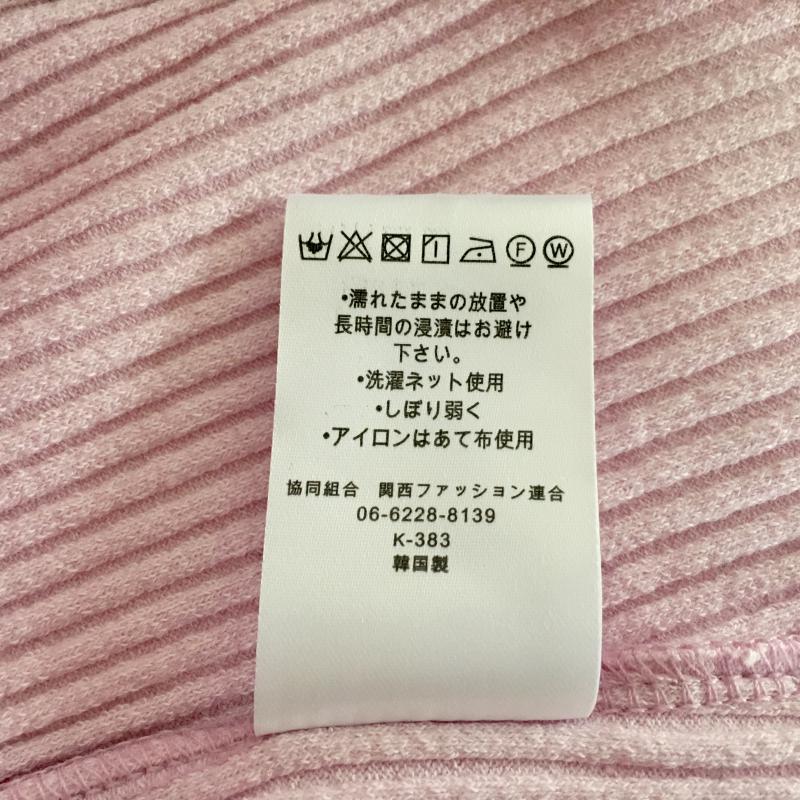 F W
•濡れたままの放置や
長時間の浸漬はお避け
下さい。
•洗濯ネット使用
•しぼり弱く
•アイロンはあて布使用
協同組合　関西ファッション連合
06-6228-8139
K-383
韓国製